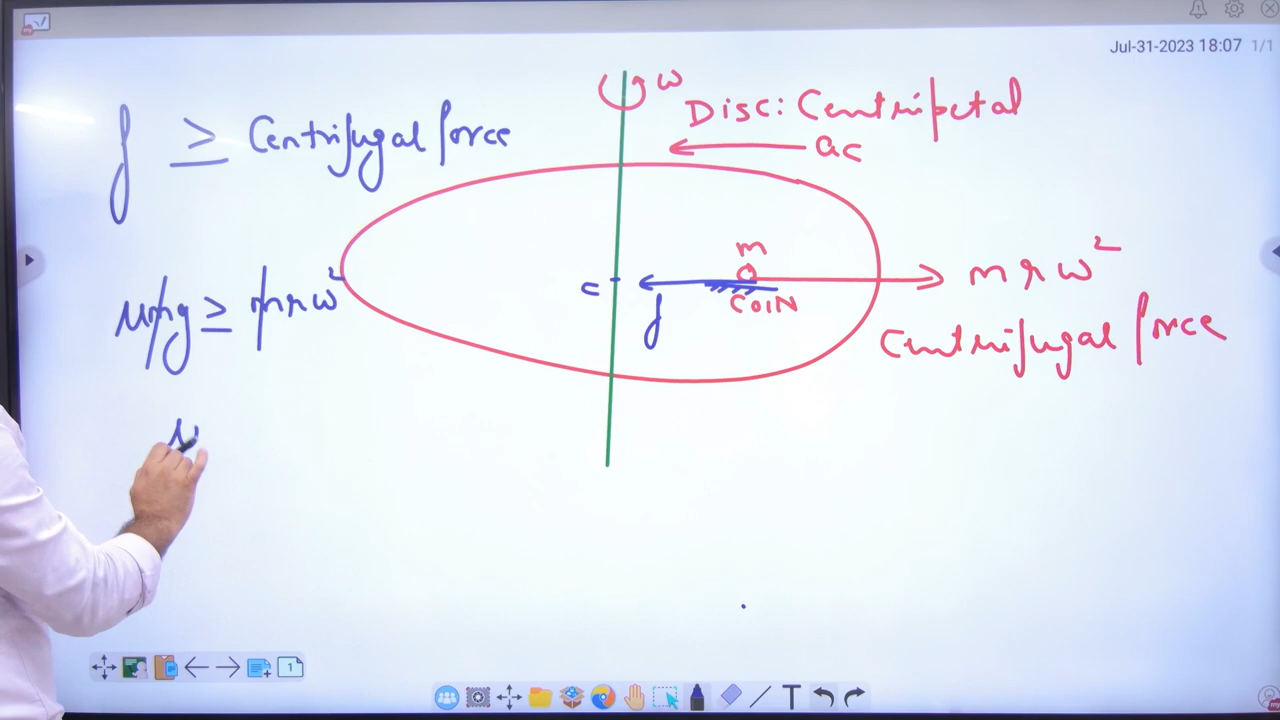 Jul-31-2023 18:07 1/1
ω
Disc: Centripetal
ac
f ≥ Centrifugal force
m
μmg ≥ mrω²
mrω²
c
f
COIN
Centrifugal force
μ
1
T